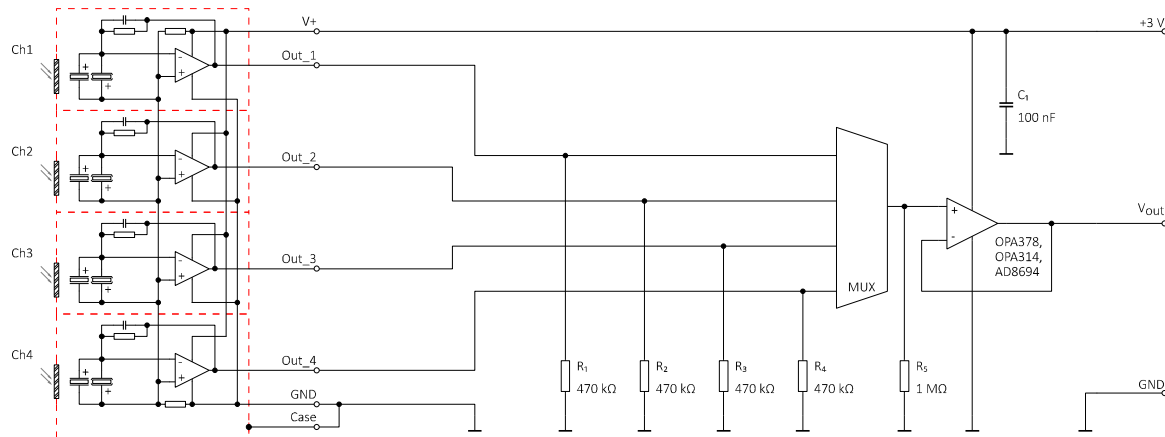 V+
+3 V
Ch1
Out_1
C₁
100 nF
Ch2
Out_2
Vout
OPA378,
OPA314,
AD8694
Ch3
Out_3
MUX
Ch4
Out_4
R₁
470 kΩ
R₂
470 kΩ
R₃
470 kΩ
R₄
470 kΩ
R₅
1 MΩ
GND
GND
Case